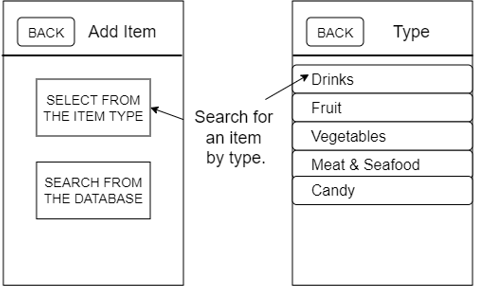 BACK
Add Item
SELECT FROM
THE ITEM TYPE
SEARCH FROM
THE DATABASE
Search for
an item
by type.
BACK
Type
Drinks
Fruit
Vegetables
Meat & Seafood
Candy